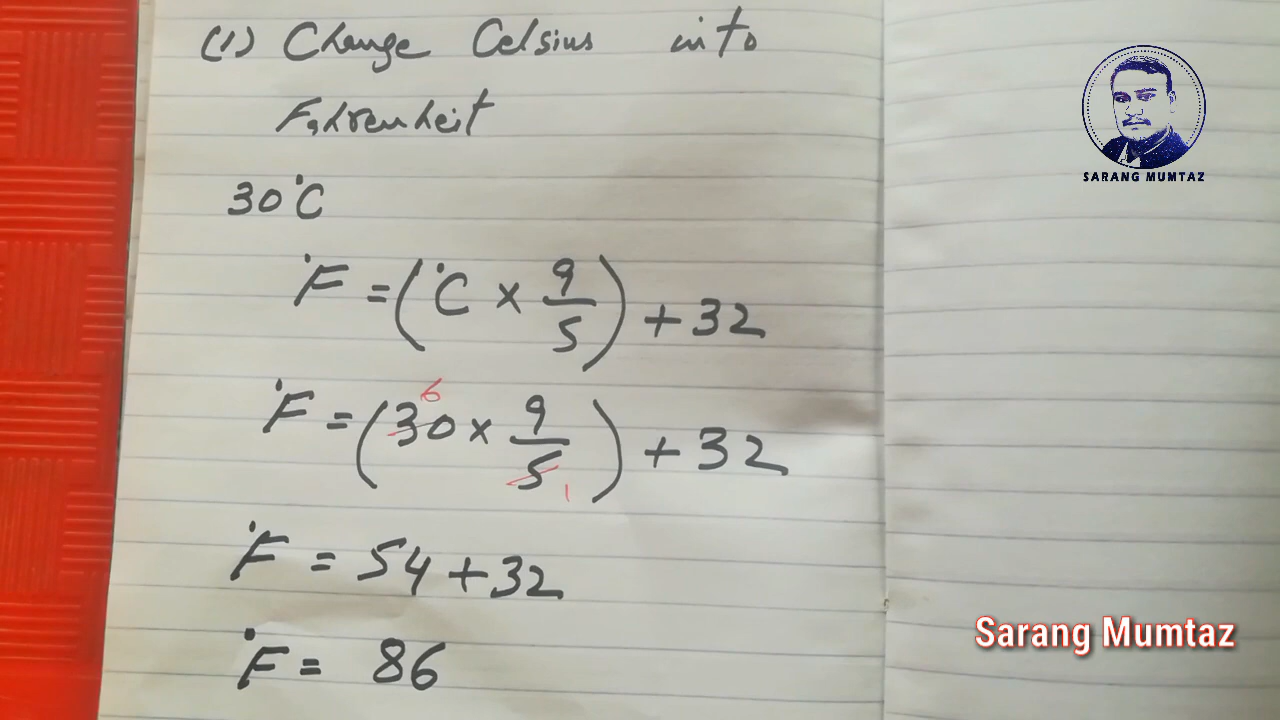 (1) Change Celsius into
Fahrenheit
30°C
°F = (°C × 9/5) + 32
°F = (30 × 9/5) + 32
6
1
°F = 54 + 32
°F = 86
SARANG MUMTAZ
Sarang Mumtaz